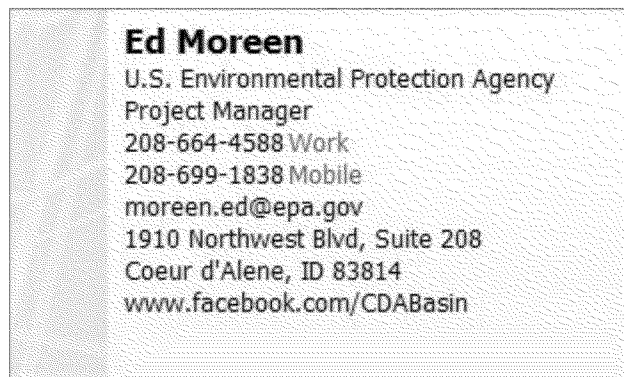 Ed Moreen
U.S. Environmental Protection Agency
Project Manager
208-664-4588 Work
208-699-1838 Mobile
moreen.ed@epa.gov
1910 Northwest Blvd, Suite 208
Coeur d'Alene, ID 83814
www.facebook.com/CDABasin